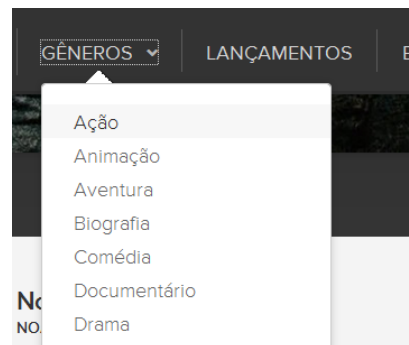 GÊNEROS LANÇAMENTOS
Ação
Animação
Aventura
Biografia
Comédia
Documentário
Drama